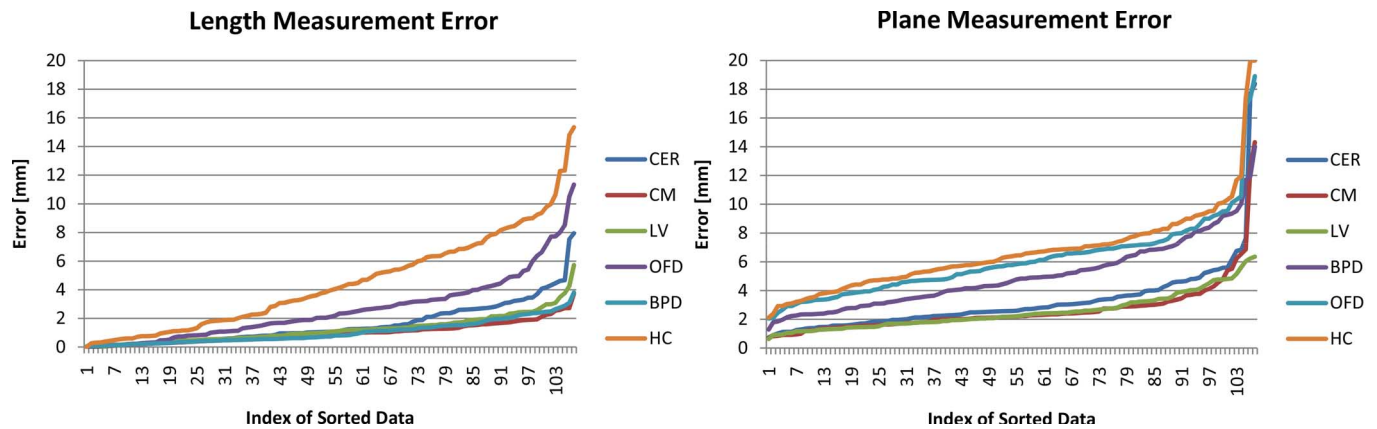 Length Measurement Error
20
18
16
14
12
10
8
6
4
2
0
Error [mm]
1 7 13 19 25 31 37 43 49 55 61 67 73 79 85 91 97 103
Index of Sorted Data
CER
CM
LV
OFD
BPD
HC
Plane Measurement Error
20
18
16
14
12
10
8
6
4
2
0
Error [mm]
1 7 13 19 25 31 37 43 49 55 61 67 73 79 85 91 97 103
Index of Sorted Data
CER
CM
LV
BPD
OFD
HC